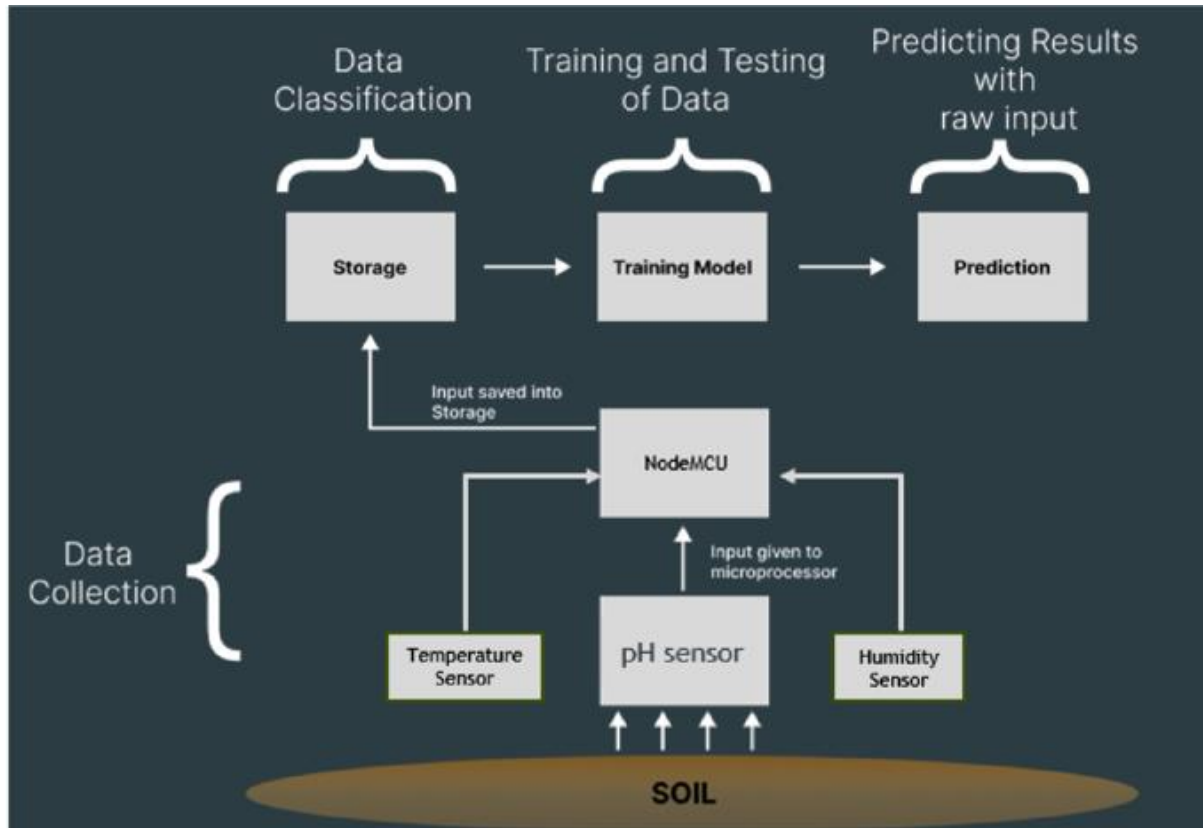 Data
Classification
Training and Testing
of Data
Predicting Results
with
raw input
Storage
Training Model
Prediction
Input saved into
Storage
NodeMCU
Data
Collection
Input given to
microprocessor
Temperature
Sensor
pH sensor
Humidity
Sensor
SOIL